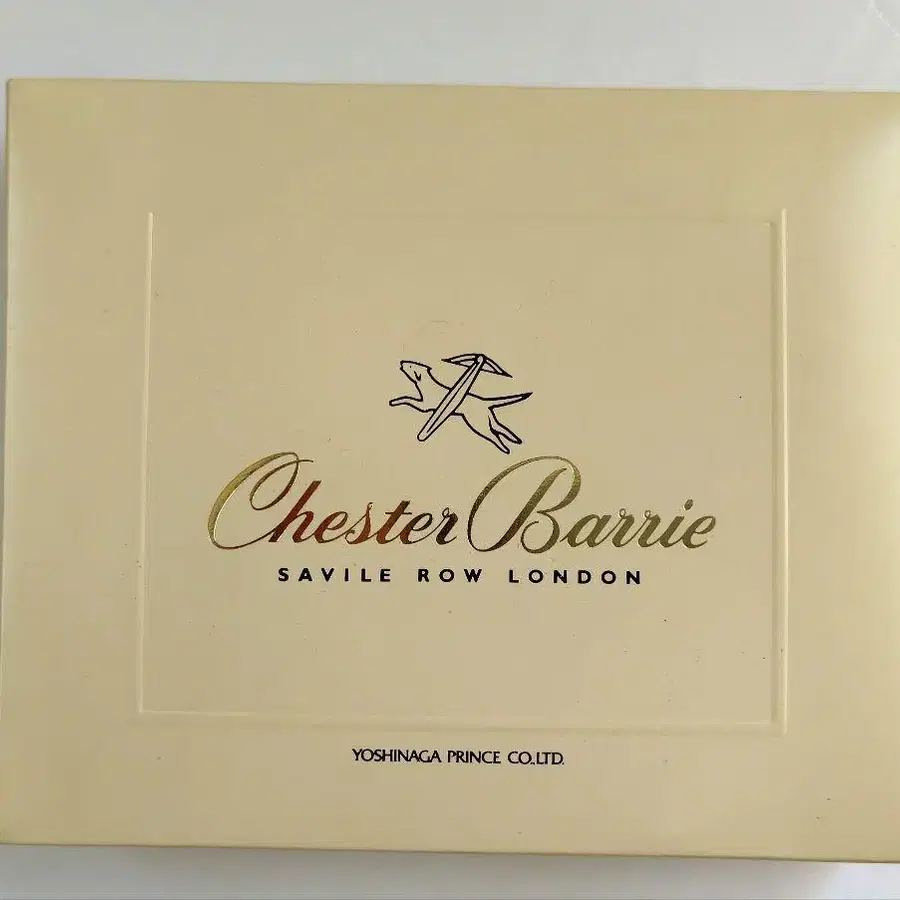 Chester Barrie
SAVILE ROW LONDON
YOSHINAGA PRINCE CO.,LTD.